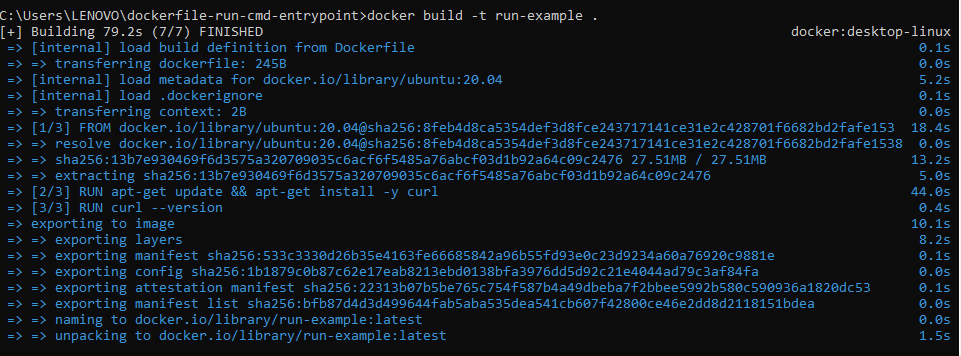 C:\Users\LENOVO\dockerfile-run-cmd-entrypoint>docker build -t run-example .
[+] Building 79.2s (7/7) FINISHED docker:desktop-linux
=> [internal] load build definition from Dockerfile 0.1s
=> => transferring dockerfile: 245B 0.0s
=> [internal] load metadata for docker.io/library/ubuntu:20.04 5.2s
=> [internal] load .dockerignore 0.1s
=> => transferring context: 2B 0.0s
=> [1/3] FROM docker.io/library/ubuntu:20.04@sha256:8feb4d8ca5354def3d8fce243717141ce31e2c428701f6682bd2fafe153 18.4s
=> => resolve docker.io/library/ubuntu:20.04@sha256:8feb4d8ca5354def3d8fce243717141ce31e2c428701f6682bd2fafe1538 0.0s
=> => sha256:13b7e930469f6d3575a320709035c6acf6f5485a76abcf03d1b92a64c09c2476 27.51MB / 27.51MB 13.2s
=> => extracting sha256:13b7e930469f6d3575a320709035c6acf6f5485a76abcf03d1b92a64c09c2476 5.0s
=> [2/3] RUN apt-get update && apt-get install -y curl 44.0s
=> [3/3] RUN curl --version 0.4s
=> exporting to image 10.1s
=> => exporting layers 8.2s
=> => exporting manifest sha256:533c3330d26b35e4163fe66685842a96b55fd93e0c23d9234a60a76920c9881e 0.1s
=> => exporting config sha256:1b1879c0b87c62e17eab8213ebd0138bfa3976dd5d92c21e4044ad79c3af84fa 0.0s
=> => exporting attestation manifest sha256:22313b07b5be765c754f587b4a49dbeba7f2bbee5992b580c590936a1820dc53 0.1s
=> => exporting manifest list sha256:bfb87d4d3d499644fab5aba535dea541cb607f42800ce46e2dd8d2118151bdea 0.0s
=> => naming to docker.io/library/run-example:latest 0.0s
=> => unpacking to docker.io/library/run-example:latest 1.5s